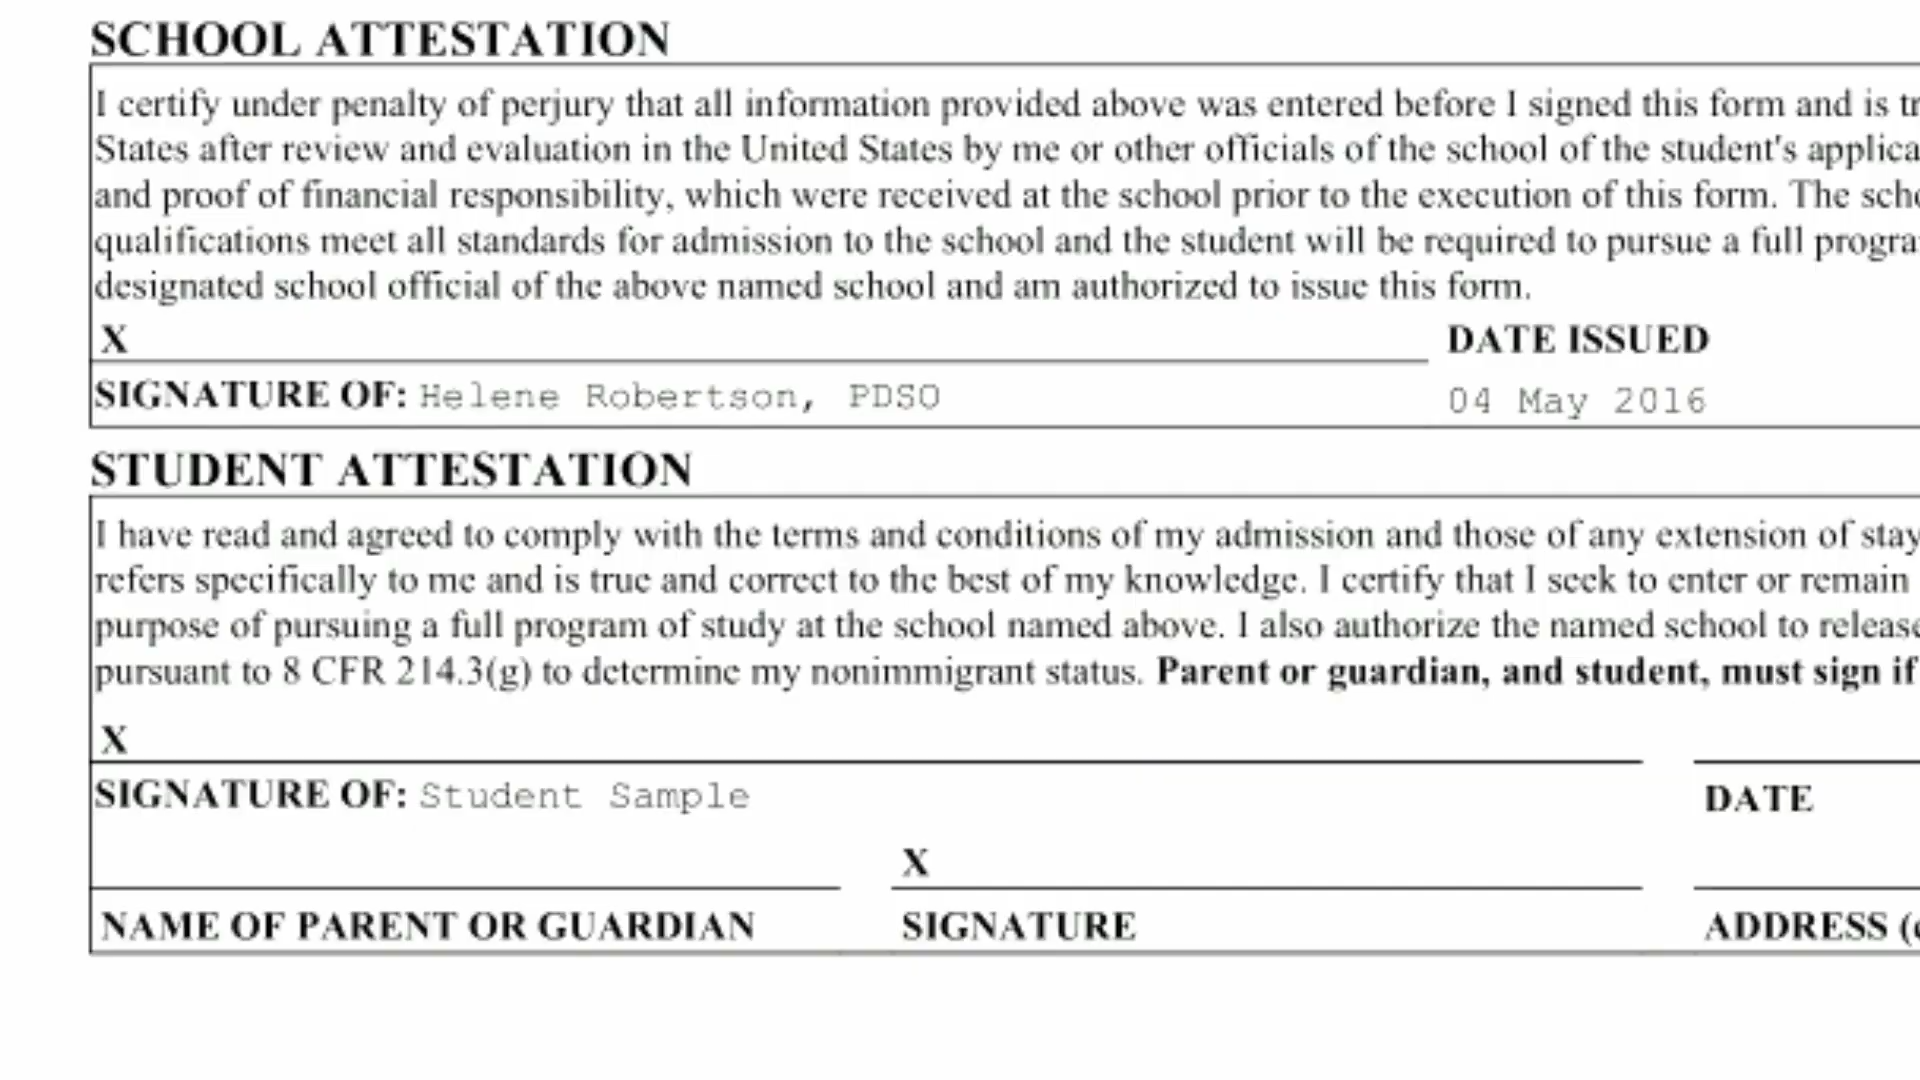 SCHOOL ATTESTATION
I certify under penalty of perjury that all information provided above was entered before I signed this form and is
States after review and evaluation in the United States by me or other officials of the school of the student's
and proof of financial responsibility, which were received at the school prior to the execution of this form. The
qualifications meet all standards for admission to the school and the student will be required to pursue a full
designated school official of the above named school and am authorized to issue this form.
X
DATE ISSUED
SIGNATURE OF: Helene Robertson, PDSO
04 May 2016
STUDENT ATTESTATION
I have read and agreed to comply with the terms and conditions of my admission and those of any extension of stay
refers specifically to me and is true and correct to the best of my knowledge. I certify that I seek to enter or remain
purpose of pursuing a full program of study at the school named above. I also authorize the named school to release
pursuant to 8 CFR 214.3(g) to determine my nonimmigrant status. Parent or guardian, and student, must sign if
X
SIGNATURE OF: Student Sample
DATE
X
NAME OF PARENT OR GUARDIAN
SIGNATURE
ADDRESS